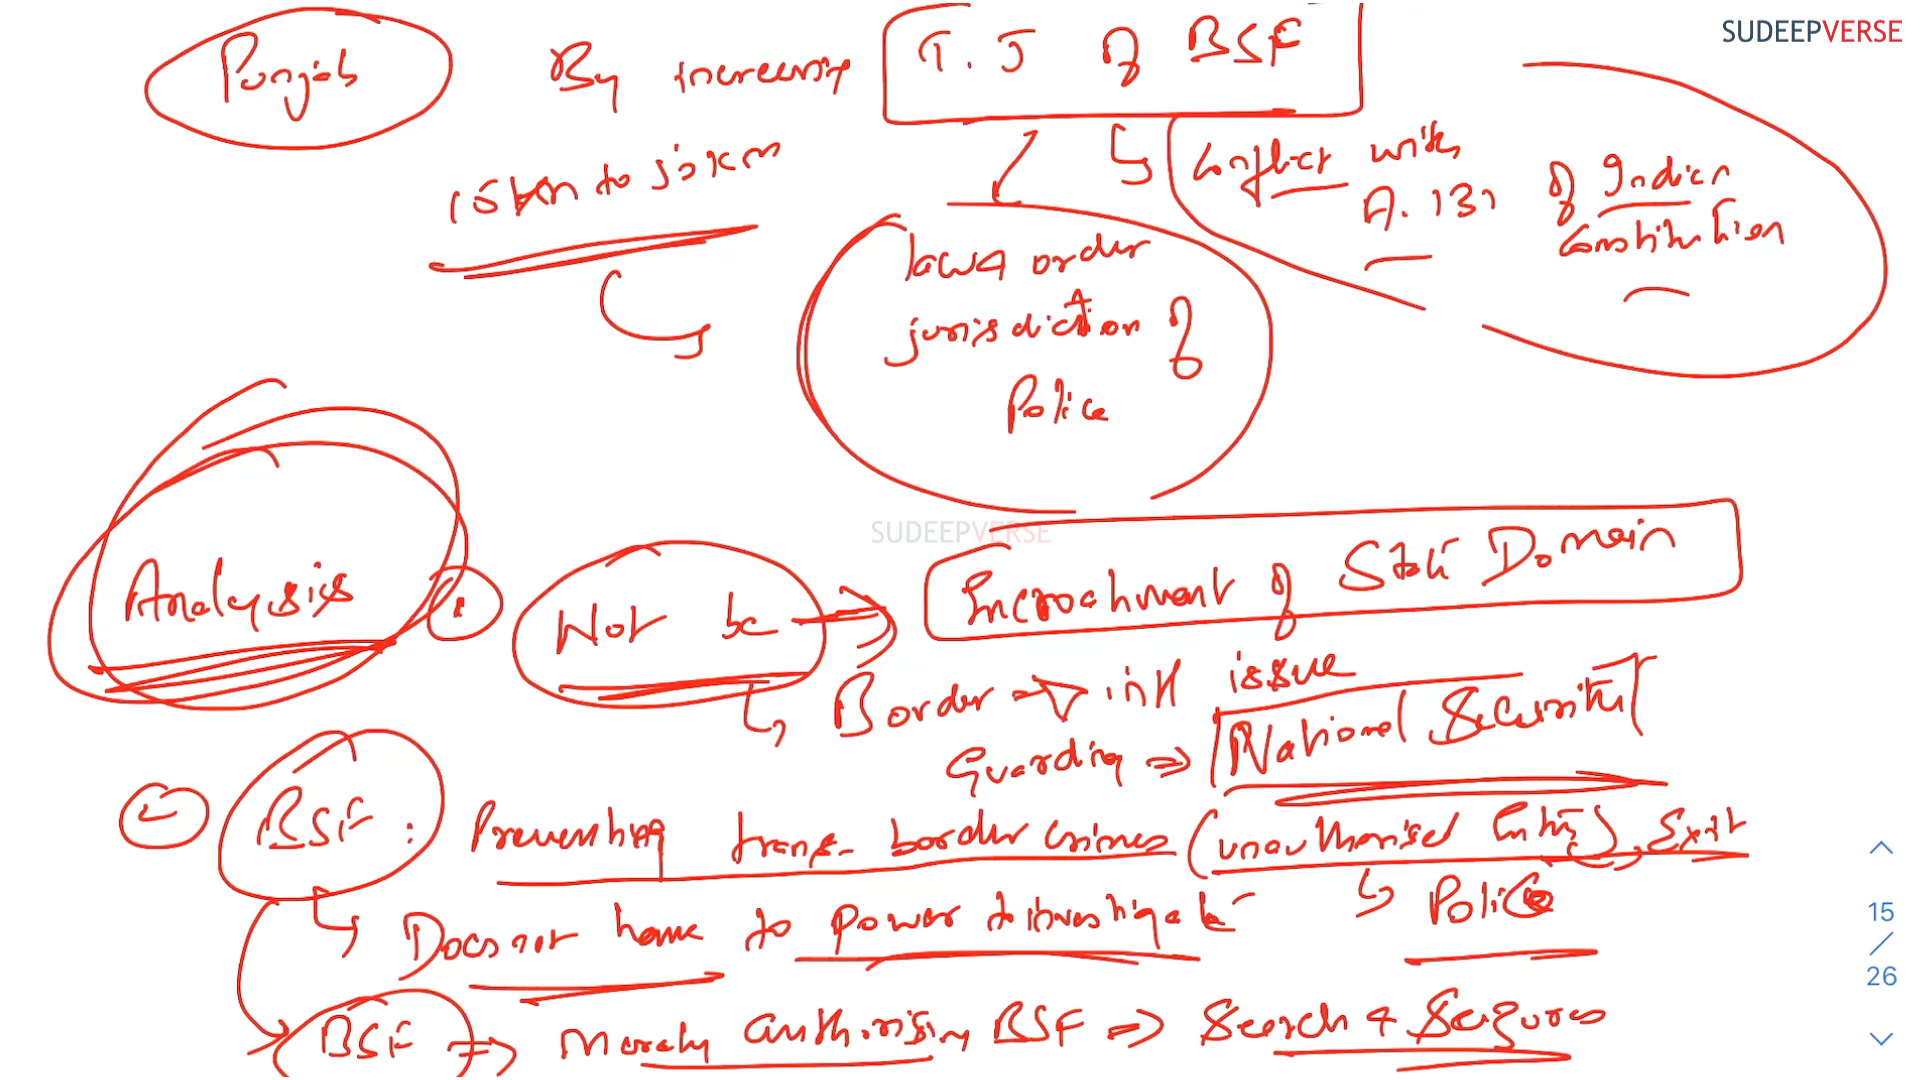 SUDEEPVERSE
Punjab By increasing T. J of BSF
15km to 50km
Conflict with
A. 131 of Indian
Constitution
law & order
jurisdiction of
Police
SUDEEPVERSE
Analysis
1 Not be → Encroachment of State Domain
Border → int issue
Guarding ⇒ National Security
2 BSF: Preventing trans-border crimes (unauthorised Entry), Exit
Does not have to power to investigate Police
BSF ⇒ Merely authorising BSF ⇒ Search & Seizures
15
/
26